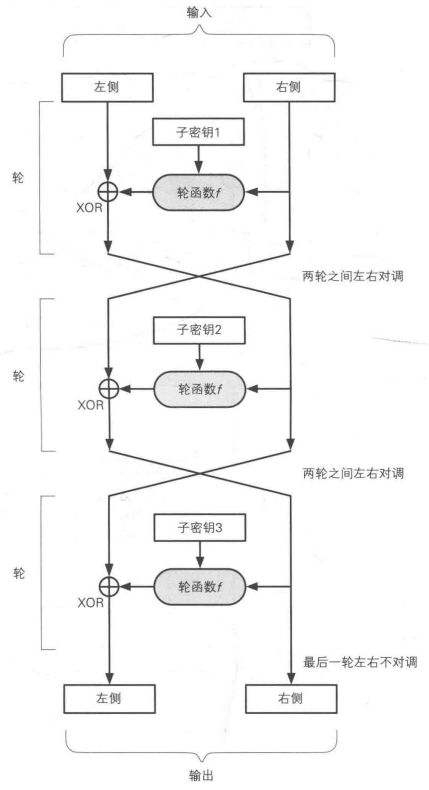 输入
左侧
右侧
子密钥1
轮
轮函数f
XOR
两轮之间左右对调
子密钥2
轮
轮函数f
XOR
两轮之间左右对调
子密钥3
轮
轮函数f
XOR
最后一轮左右不对调
左侧
右侧
输出